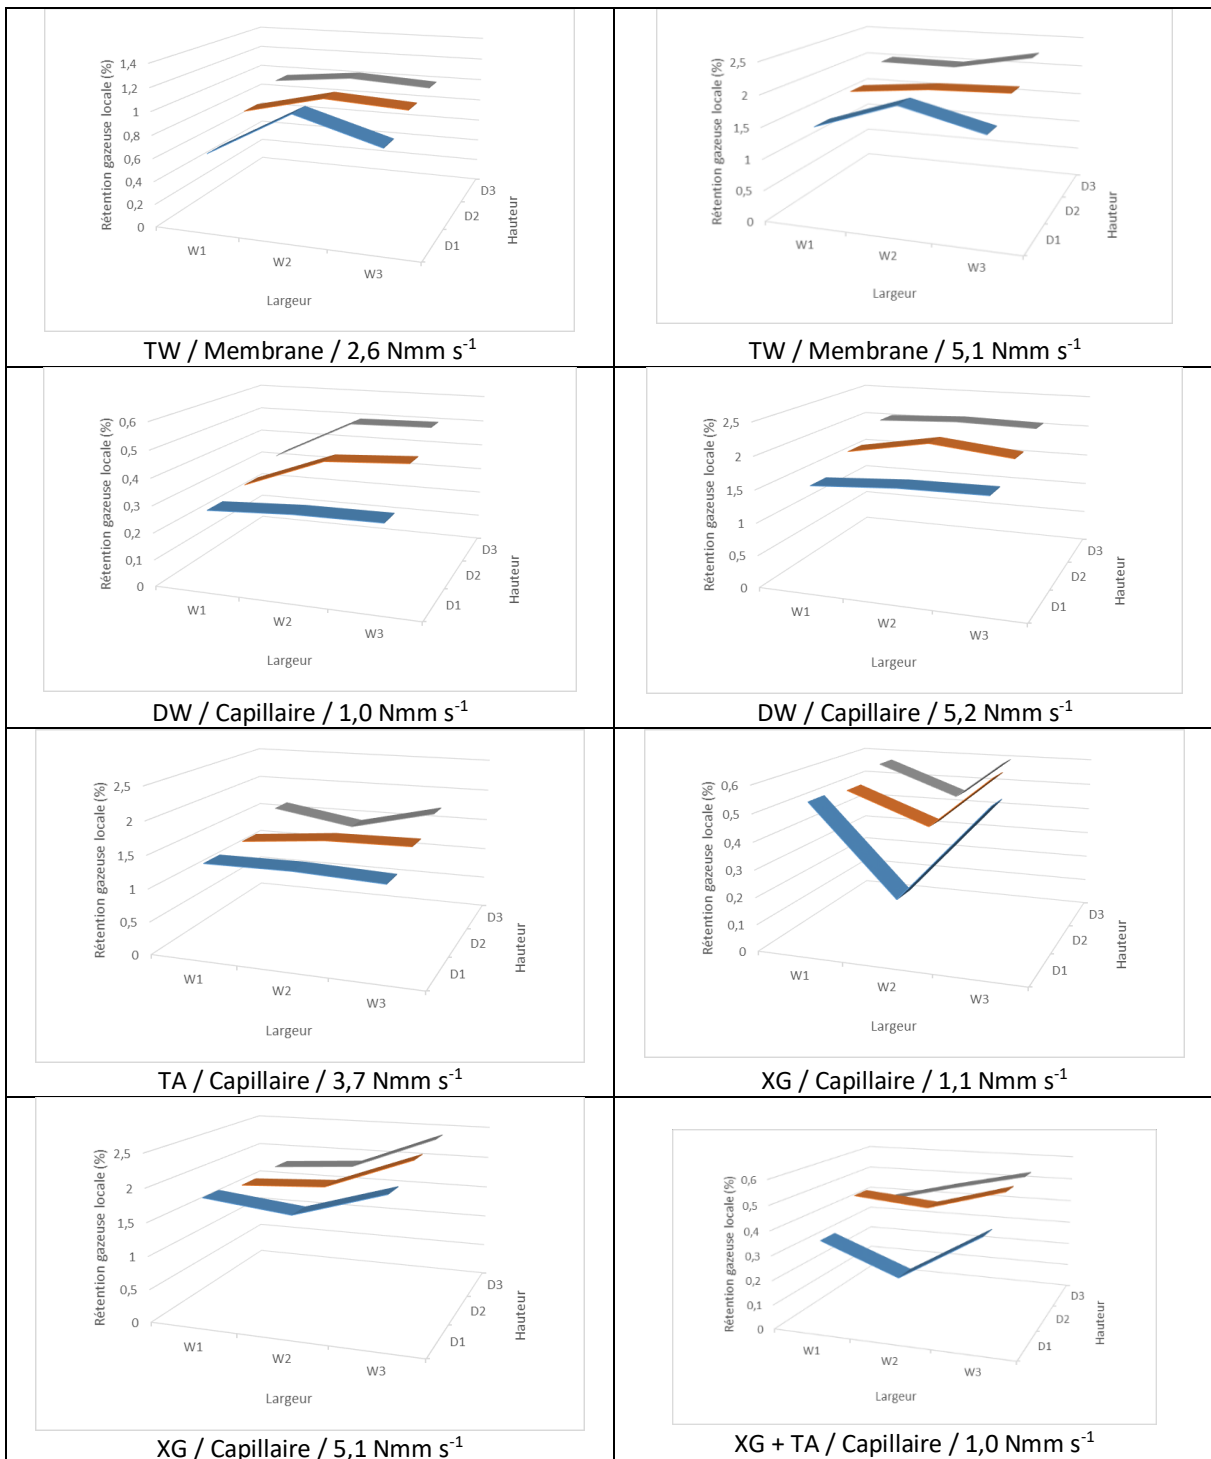 Rétention gazeuse locale (%)
1,4
1,2
1
0,8
0,6
0,4
0,2
0
W1
W2
W3
Largeur
D1
D2
D3
Hauteur
TW / Membrane / 2,6 Nmm s-1
Rétention gazeuse locale (%)
2,5
2
1,5
1
0,5
0
W1
W2
W3
Largeur
D1
D2
D3
Hauteur
TW / Membrane / 5,1 Nmm s-1
Rétention gazeuse locale (%)
0,6
0,5
0,4
0,3
0,2
0,1
0
W1
W2
W3
Largeur
D1
D2
D3
Hauteur
DW / Capillaire / 1,0 Nmm s-1
Rétention gazeuse locale (%)
2,5
2
1,5
1
0,5
0
W1
W2
W3
Largeur
D1
D2
D3
Hauteur
DW / Capillaire / 5,2 Nmm s-1
Rétention gazeuse locale (%)
2,5
2
1,5
1
0,5
0
W1
W2
W3
Largeur
D1
D2
D3
Hauteur
TA / Capillaire / 3,7 Nmm s-1
Rétention gazeuse locale (%)
0,6
0,5
0,4
0,3
0,2
0,1
0
W1
W2
W3
Largeur
D1
D2
D3
Hauteur
XG / Capillaire / 1,1 Nmm s-1
Rétention gazeuse locale (%)
2,5
2
1,5
1
0,5
0
W1
W2
W3
Largeur
D1
D2
D3
Hauteur
XG / Capillaire / 5,1 Nmm s-1
Rétention gazeuse locale (%)
0,6
0,5
0,4
0,3
0,2
0,1
0
W1
W2
W3
Largeur
D1
D2
D3
Hauteur
XG + TA / Capillaire / 1,0 Nmm s-1